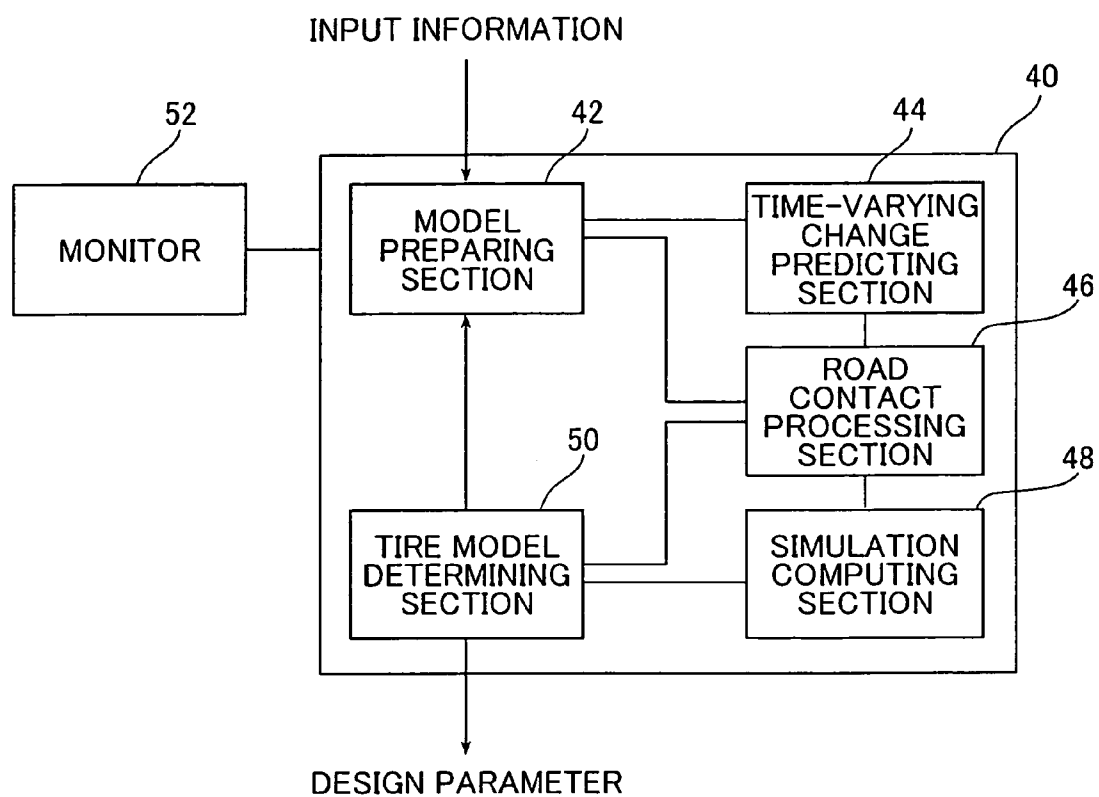 INPUT INFORMATION
40
52
42
44
MONITOR
MODEL
PREPARING
SECTION
TIME-VARYING
CHANGE
PREDICTING
SECTION
46
ROAD
CONTACT
PROCESSING
SECTION
50
48
TIRE MODEL
DETERMINING
SECTION
SIMULATION
COMPUTING
SECTION
DESIGN PARAMETER